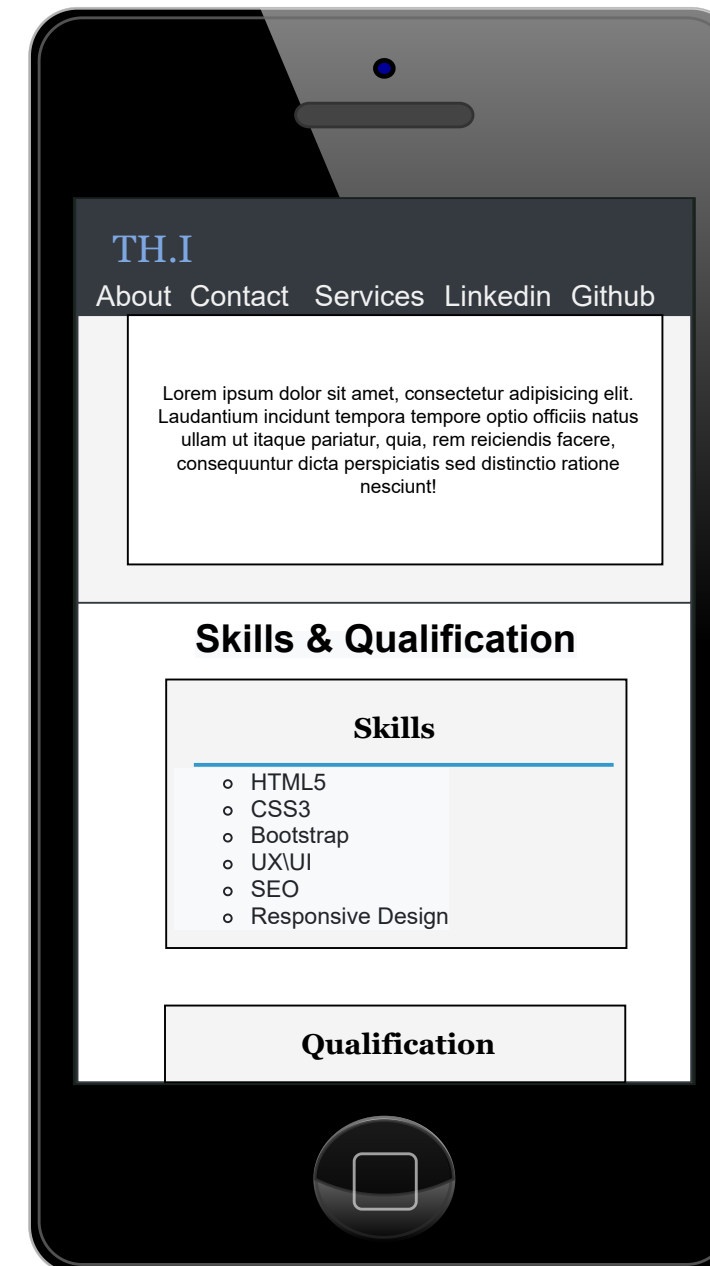 TH.I
About Contact Services Linkedin Github
Lorem ipsum dolor sit amet, consectetur adipisicing elit.
Laudantium incidunt tempora tempore optio officiis natus
ullam ut itaque pariatur, quia, rem reiciendis facere,
consequuntur dicta perspiciatis sed distinctio ratione
nesciunt!
Skills & Qualification
Skills
HTML5
CSS3
Bootstrap
UX\UI
SEO
Responsive Design
Qualification